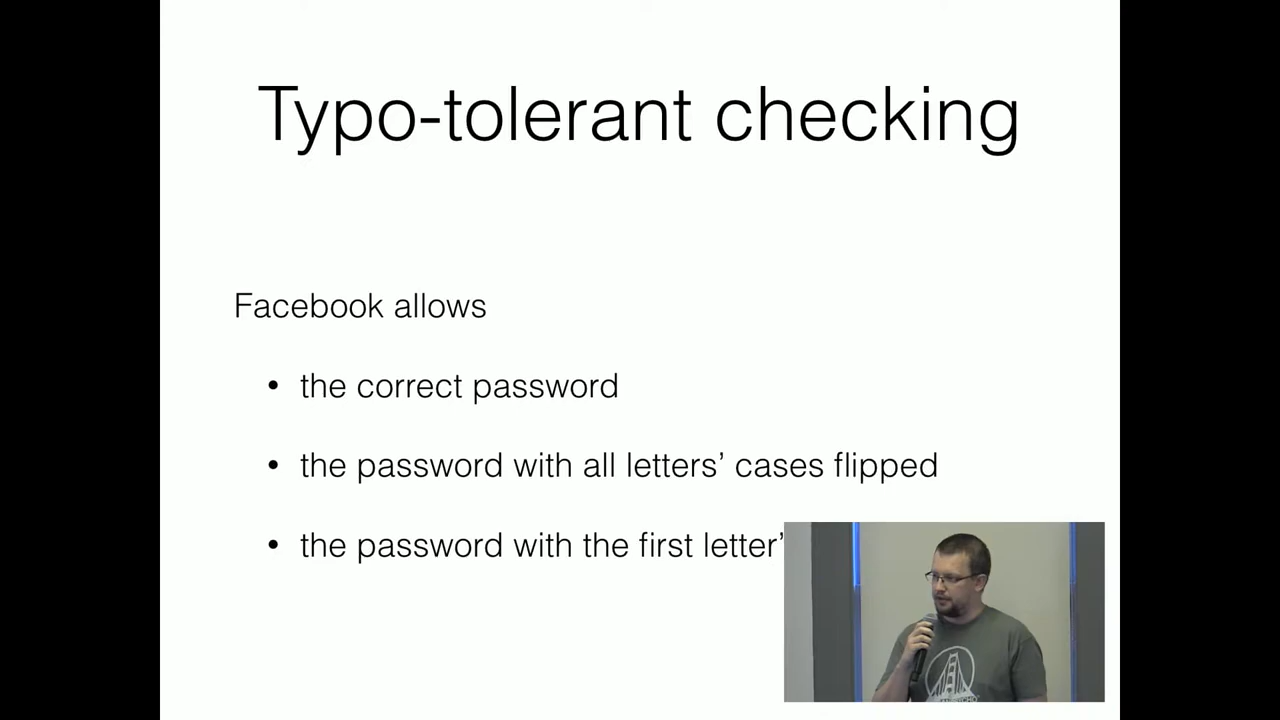 Typo-tolerant checking
Facebook allows
• the correct password
• the password with all letters’ cases flipped
• the password with the first letter’